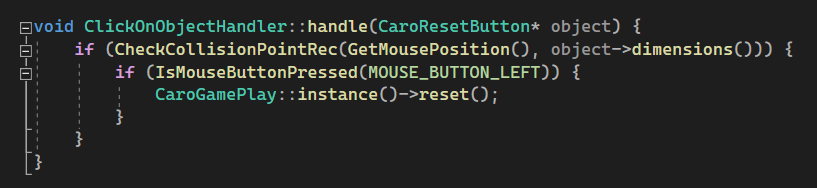 void ClickOnObjectHandler::handle(CaroResetButton* object) {
    if (CheckCollisionPointRec(GetMousePosition(), object->dimensions())) {
        if (IsMouseButtonPressed(MOUSE_BUTTON_LEFT)) {
            CaroGamePlay::instance()->reset();
        }
    }
}